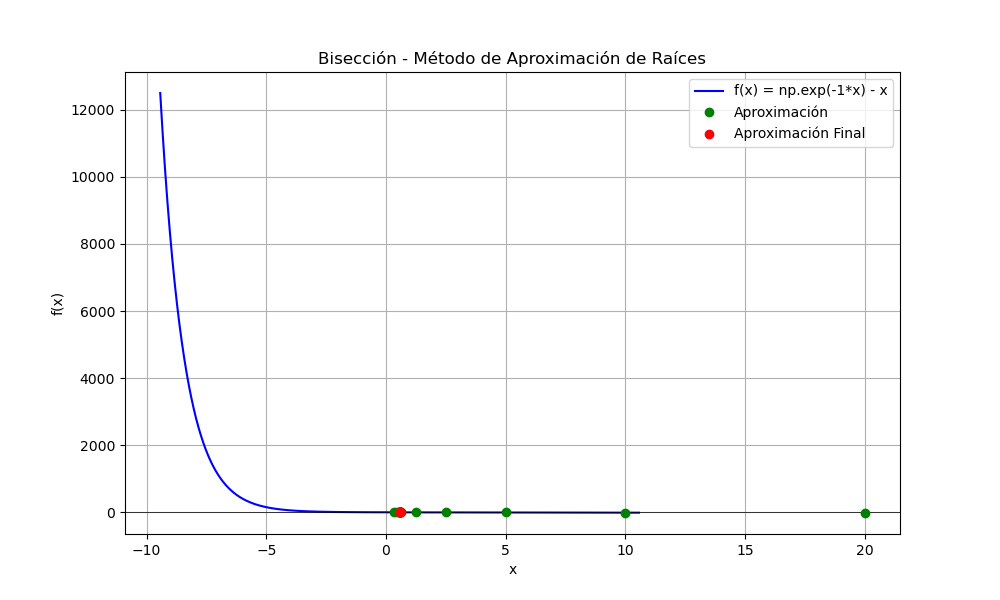 Bisección - Método de Aproximación de Raíces
f(x) = np.exp(-1*x) - x
Aproximación
Aproximación Final
12000
10000
8000
6000
4000
2000
0
f(x)
−10
−5
0
5
10
15
20
x